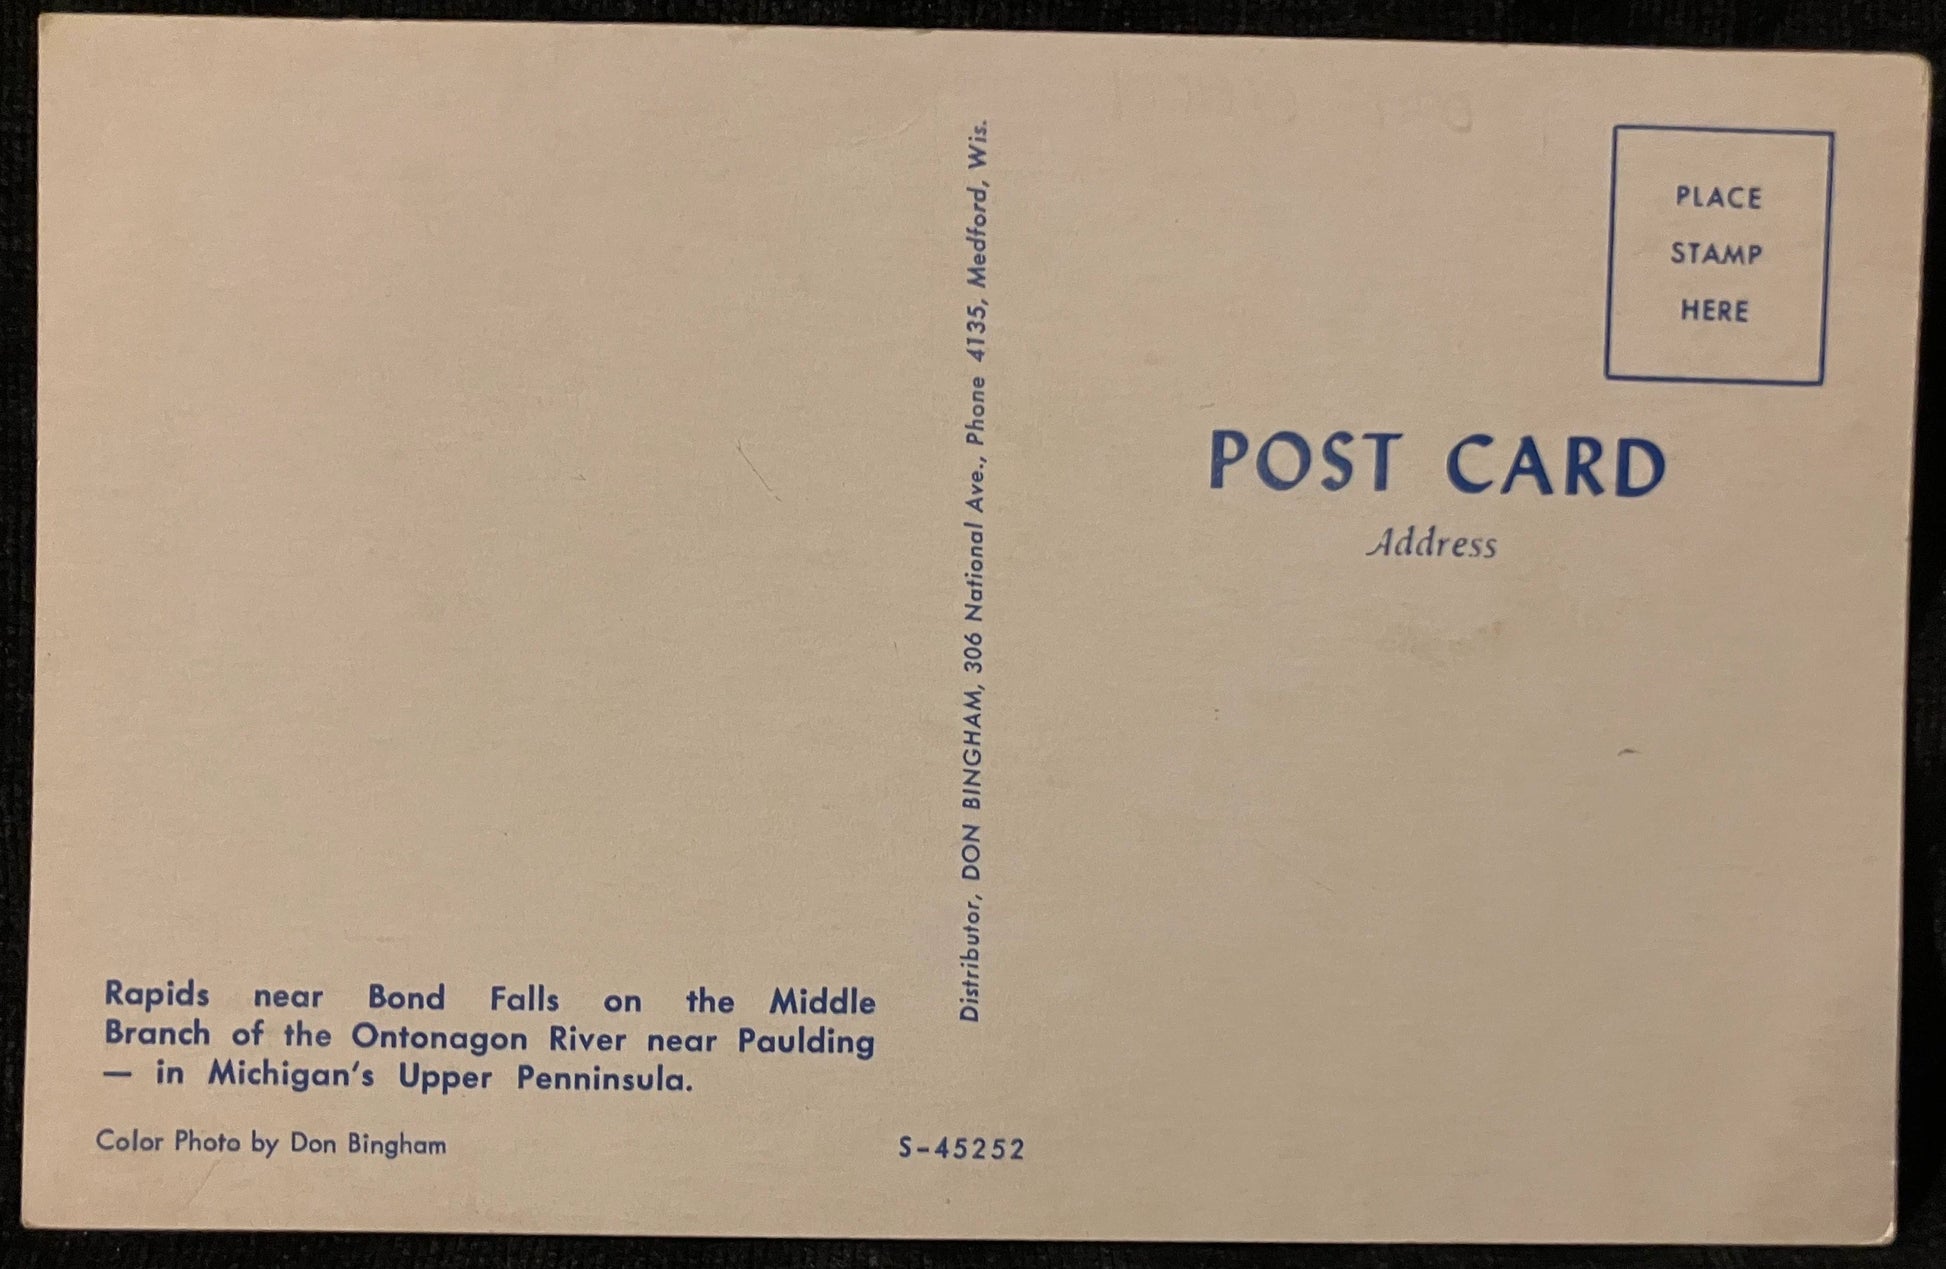 Rapids near Bond Falls on the Middle
Branch of the Ontonagon River near Paulding
— in Michigan's Upper Penninsula.
Color Photo by Don Bingham
S-45252
Distributor, DON BINGHAM, 306 National Ave., Phone 4135, Medford, Wis.
PLACE
STAMP
HERE
POST CARD
Address